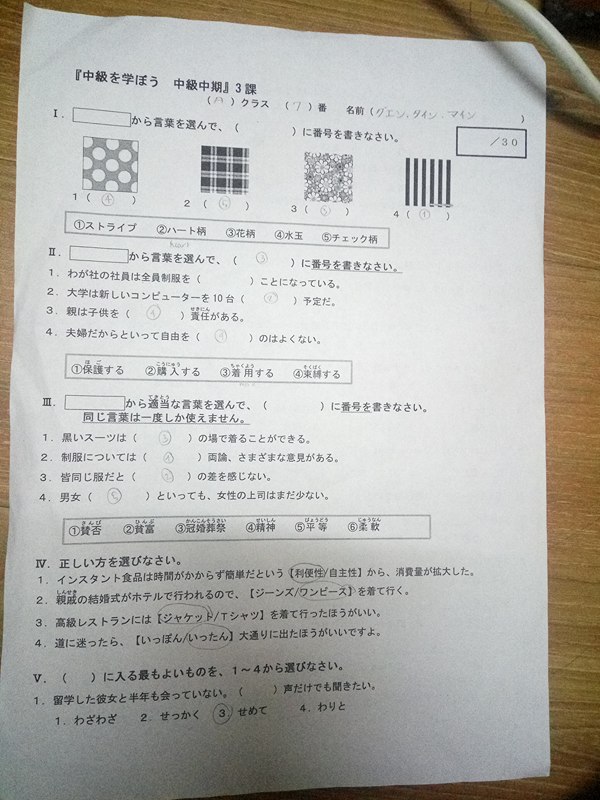 『中級を学ぼう 中級中期』3課
（A）クラス （7）番 名前（グエン、ダイン、マイン）
Ⅰ. から言葉を選んで、（ ）に番号を書きなさい。
／30
1（④） 2（⑤） 3（③） 4（①）
①ストライプ ②ハート柄 ③花柄 ④水玉 ⑤チェック柄
heart
Ⅱ. から言葉を選んで、（③）に番号を書きなさい。
1. わが社の社員は全員制服を（ ）ことになっている。
2. 大学は新しいコンピューターを10台（②）予定だ。
3. 親は子供を（①）責任がある。
4. 夫婦だからといって自由を（④）のはよくない。
①保護する ②購入する ③着用する ④束縛する
Ⅲ. から適当な言葉を選んで、（ ）に番号を書きなさい。
同じ言葉は一度しか使えません。
1. 黒いスーツは（③）の場で着ることができる。
2. 制服については（ ）両論、さまざまな意見がある。
3. 皆同じ服だと（②）の差を感じない。
4. 男女（⑤）といっても、女性の上司はまだ少ない。
①賛否 ②貧富 ③冠婚葬祭 ④精神 ⑤平等 ⑥柔軟
Ⅳ. 正しい方を選びなさい。
1. インスタント食品は時間がかからず簡単だという【利便性/自主性】から、消費量が拡大した。
2. 親戚の結婚式がホテルで行われるので、【ジーンズ/ワンピース】を着て行く。
3. 高級レストランには【ジャケット/Tシャツ】を着て行ったほうがいい。
4. 道に迷ったら、【いっぽん/いったん】大通りに出たほうがいいですよ。
Ⅴ.（ ）に入る最もよいものを、1～4から選びなさい。
1. 留学した彼女と半年も会っていない。（ ）声だけでも聞きたい。
1. わざわざ 2. せっかく 3. せめて 4. わりと